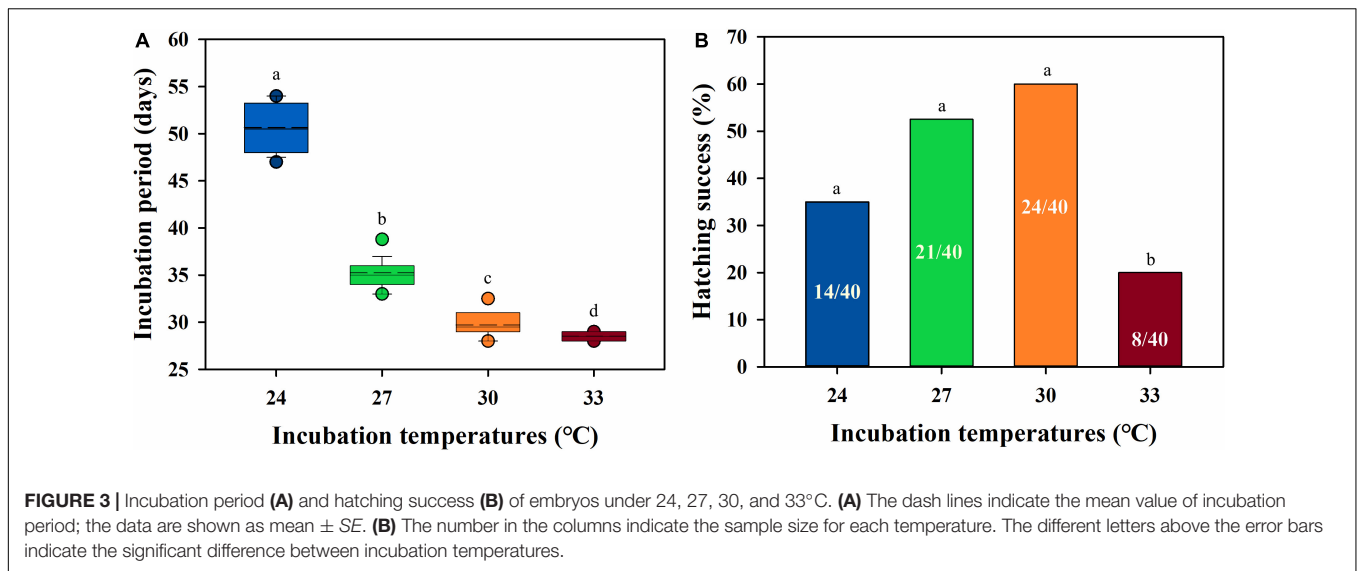 A
Incubation period (days)
60
55
50
45
40
35
30
25
a
b
c
d
24 27 30 33
Incubation temperatures (°C)
B
Hatching success (%)
70
60
50
40
30
20
10
0
a
a
a
b
14/40
21/40
24/40
8/40
24 27 30 33
Incubation temperatures (°C)
FIGURE 3 | Incubation period (A) and hatching success (B) of embryos under 24, 27, 30, and 33°C. (A) The dash lines indicate the mean value of incubation
period; the data are shown as mean ± SE. (B) The number in the columns indicate the sample size for each temperature. The different letters above the error bars
indicate the significant difference between incubation temperatures.